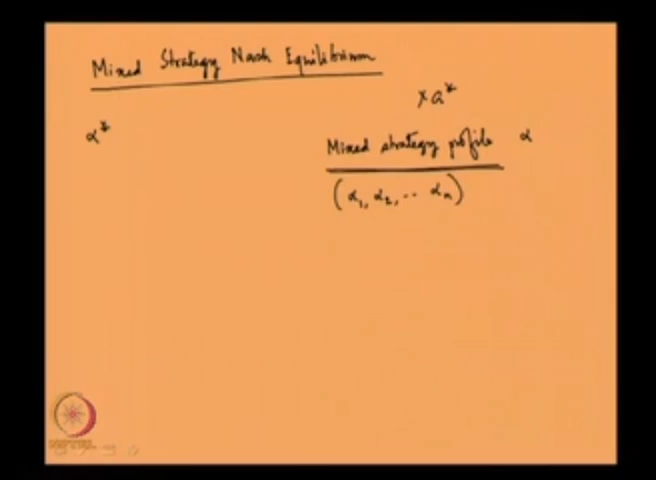 Mixed Strategy Nash Equilibrium
× a*
α*
Mixed strategy profile α
(α₁, α₂, .. αₙ)